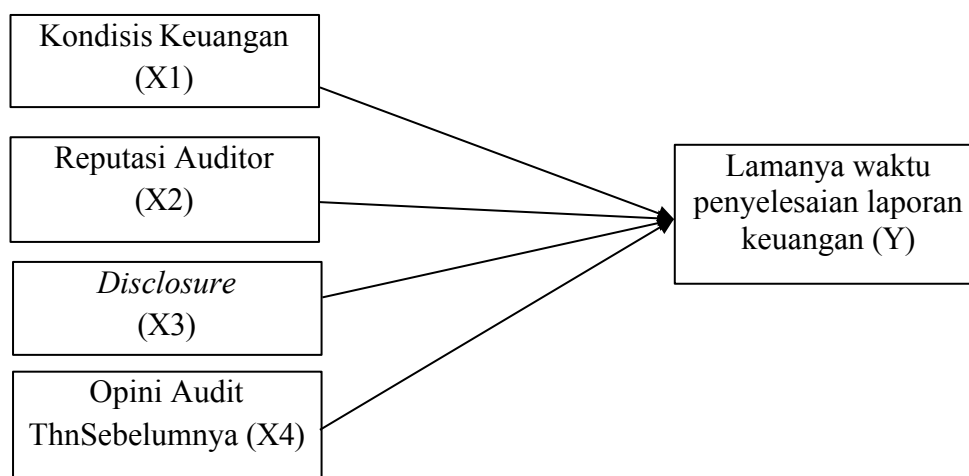 Kondisis Keuangan
(X1)
Reputasi Auditor
(X2)
Disclosure
(X3)
Opini Audit
ThnSebelumnya (X4)
Lamanya waktu
penyelesaian laporan
keuangan (Y)